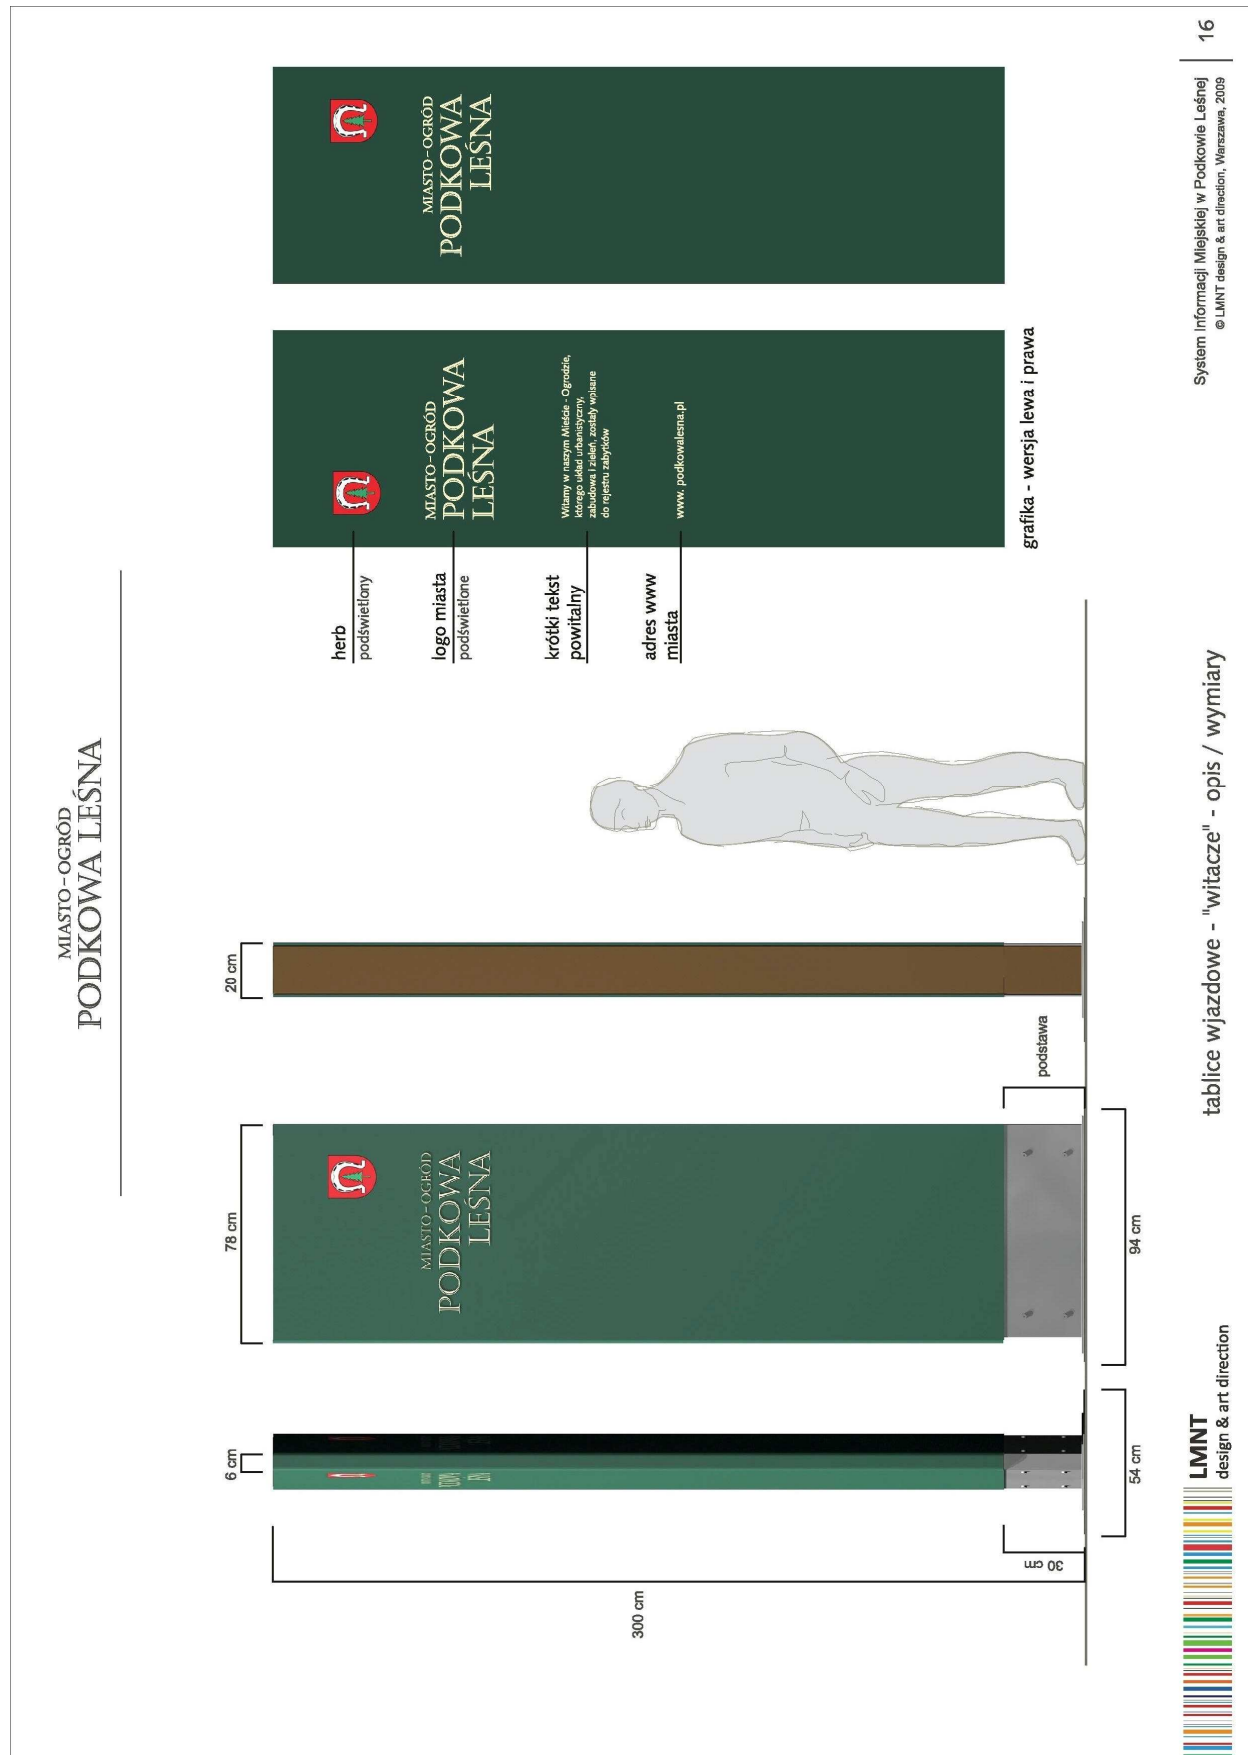 MIASTO-OGRÓD
PODKOWA LEŚNA
300 cm
30 cm
6 cm
54 cm
78 cm
MIASTO-OGRÓD
PODKOWA
LEŚNA
94 cm
podstawa
20 cm
herb
podświetlony
logo miasta
podświetlone
krótki tekst
powitalny
adres www
miasta
MIASTO-OGRÓD
PODKOWA
LEŚNA
Witamy w naszym Mieście - Ogrodzie,
którego układ urbanistyczny,
zabudowa i zieleń, zostały wpisane
do rejestru zabytków
www. podkowalesna.pl
MIASTO-OGRÓD
PODKOWA
LEŚNA
grafika - wersja lewa i prawa
LMNT
design & art direction
tablice wjazdowe - "witacze" - opis / wymiary
System Informacji Miejskiej w Podkowie Leśnej
© LMNT design & art direction, Warszawa, 2009
16